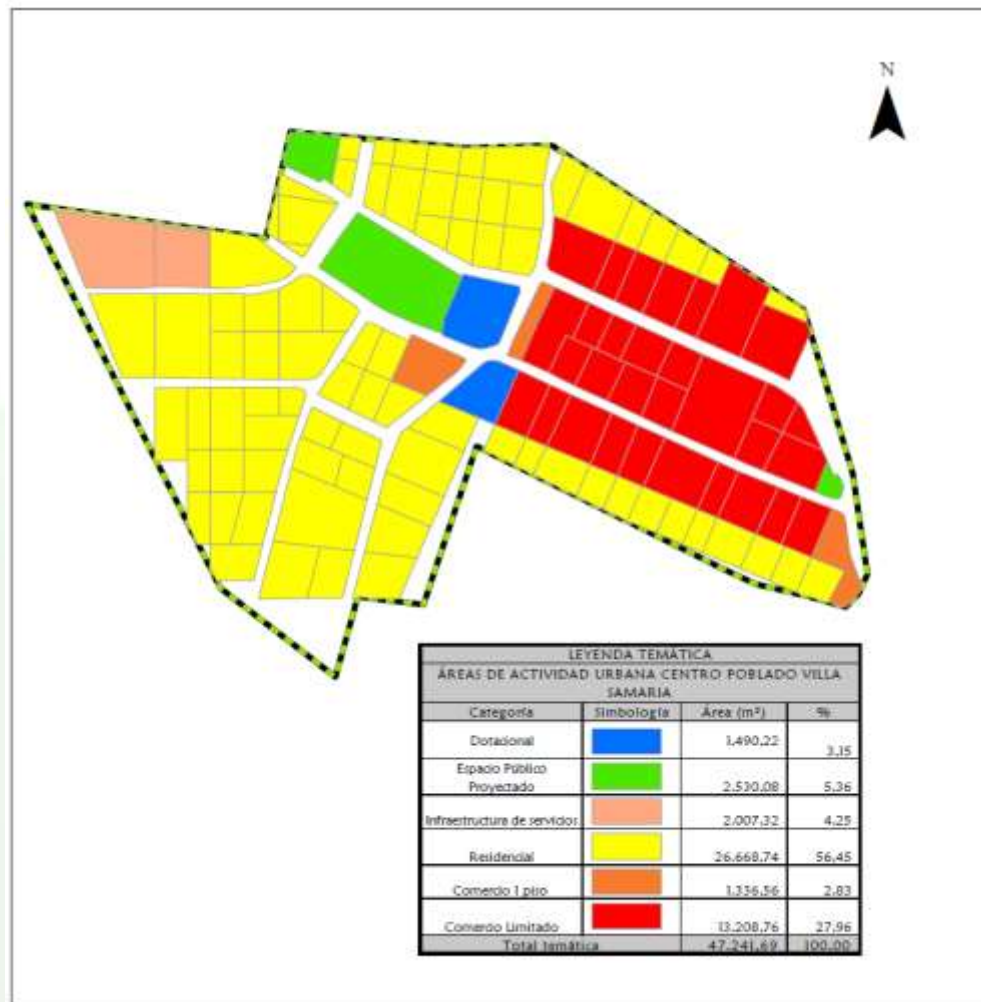 N
LEYENDA TEMÁTICA
ÁREAS DE ACTIVIDAD URBANA CENTRO POBLADO VILLA
SAMARIA
Categoría Simbología Área (m²) %
Dotacional 1.490,22 3,15
Espacio Público
Proyectado 2.530,08 5,36
Infraestructura de servicios 2.007,32 4,25
Residencial 26.668,74 56,45
Comercio 1 piso 1.336,56 2,83
Comercio Limitado 13.208,76 27,96
Total temática 47.241,69 100,00